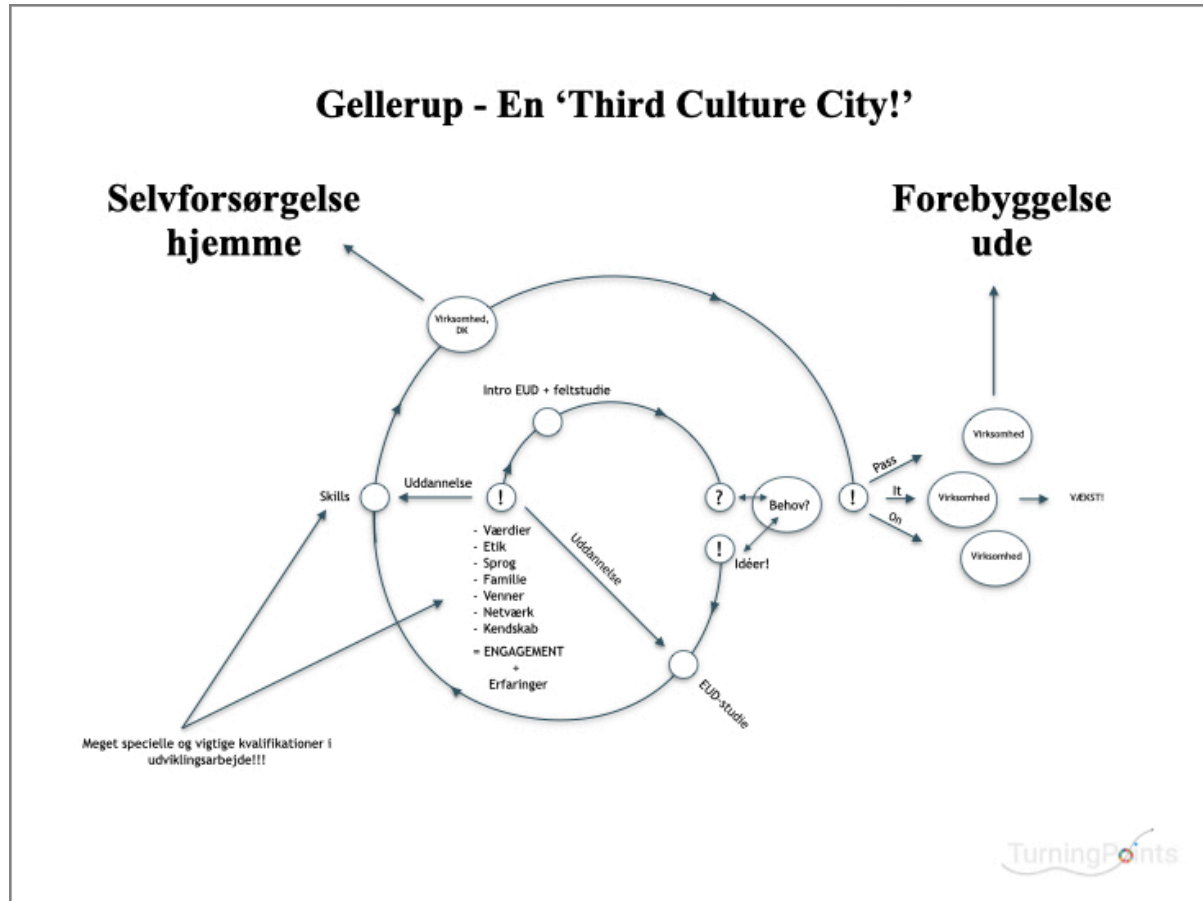 Gellerup - En ‘Third Culture City!’
Selvforsørgelse
hjemme
Forebyggelse
ude
Virksomhed,
DK
Intro EUD + feltstudie
Skills
Uddannelse
!
- Værdier
- Etik
- Sprog
- Familie
- Venner
- Netværk
- Kendskab
= ENGAGEMENT
+
Erfaringer
Uddannelse
?
Behov?
!
Idéer!
EUD-studie
!
Pass
It
On
Virksomhed
Virksomhed
Virksomhed
VÆKST!
Meget specielle og vigtige kvalifikationer i
udviklingsarbejde!!!
TurningPoints